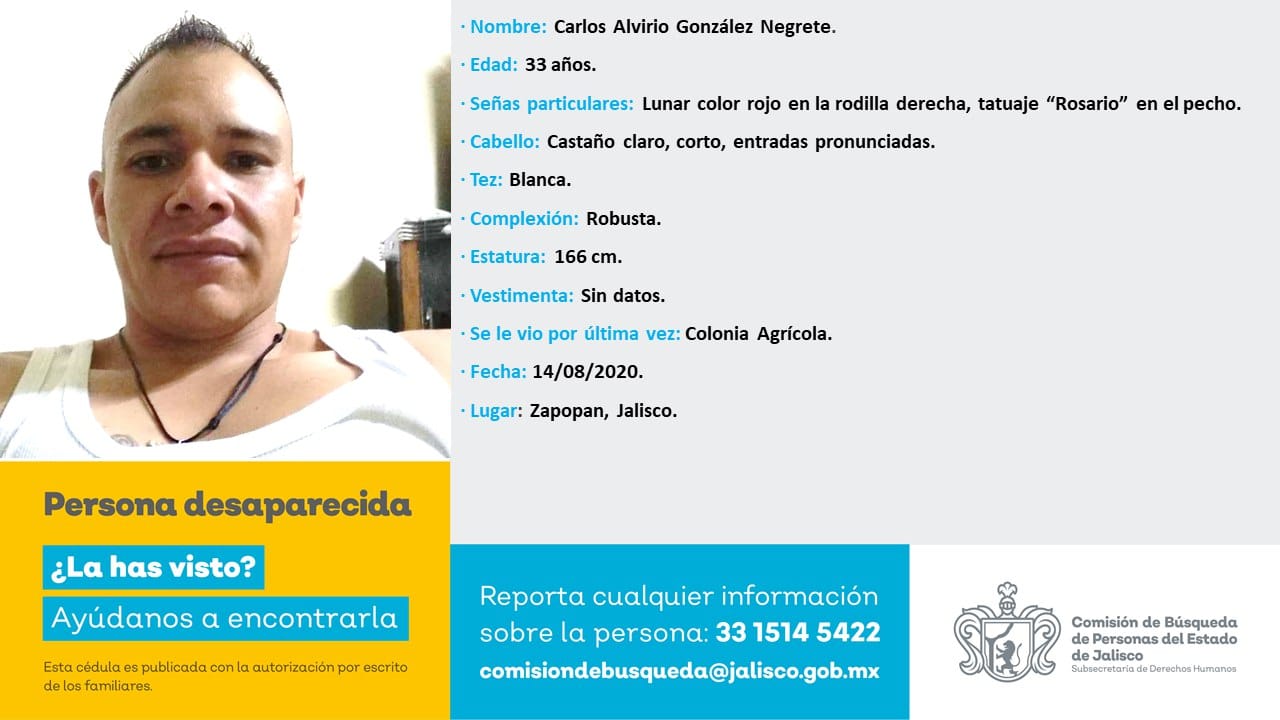 · Nombre: Carlos Alvirio González Negrete.
· Edad: 33 años.
· Señas particulares: Lunar color rojo en la rodilla derecha, tatuaje “Rosario” en el pecho.
· Cabello: Castaño claro, corto, entradas pronunciadas.
· Tez: Blanca.
· Complexión: Robusta.
· Estatura: 166 cm.
· Vestimenta: Sin datos.
· Se le vio por última vez: Colonia Agrícola.
· Fecha: 14/08/2020.
· Lugar: Zapopan, Jalisco.
Persona desaparecida
¿La has visto?
Ayúdanos a encontrarla
Esta cédula es publicada con la autorización por escrito
de los familiares.
Reporta cualquier información
sobre la persona: 33 1514 5422
comisiondebusqueda@jalisco.gob.mx
Comisión de Búsqueda
de Personas del Estado
de Jalisco
Subsecretaría de Derechos Humanos